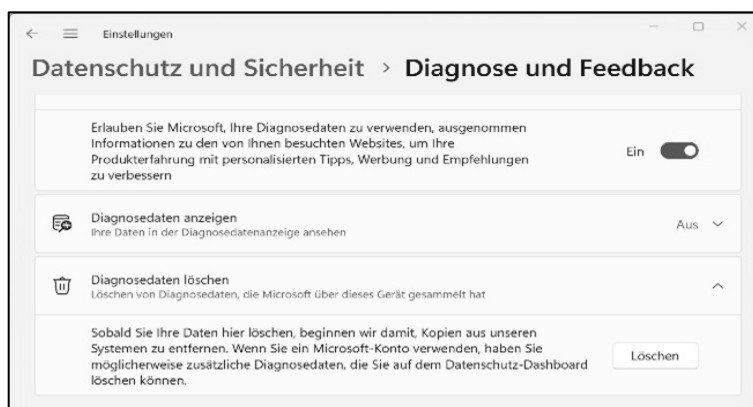 Einstellungen
Datenschutz und Sicherheit > Diagnose und Feedback
Erlauben Sie Microsoft, Ihre Diagnosedaten zu verwenden, ausgenommen
Informationen zu den von Ihnen besuchten Websites, um Ihre
Produkterfahrung mit personalisierten Tipps, Werbung und Empfehlungen
zu verbessern
Ein
Diagnosedaten anzeigen
Ihre Daten in der Diagnosedatenanzeige ansehen
Aus
Diagnosedaten löschen
Löschen von Diagnosedaten, die Microsoft über dieses Gerät gesammelt hat
Sobald Sie Ihre Daten hier löschen, beginnen wir damit, Kopien aus unseren
Systemen zu entfernen. Wenn Sie ein Microsoft-Konto verwenden, haben Sie
möglicherweise zusätzliche Diagnosedaten, die Sie auf dem Datenschutz-Dashboard
löschen können.
Löschen